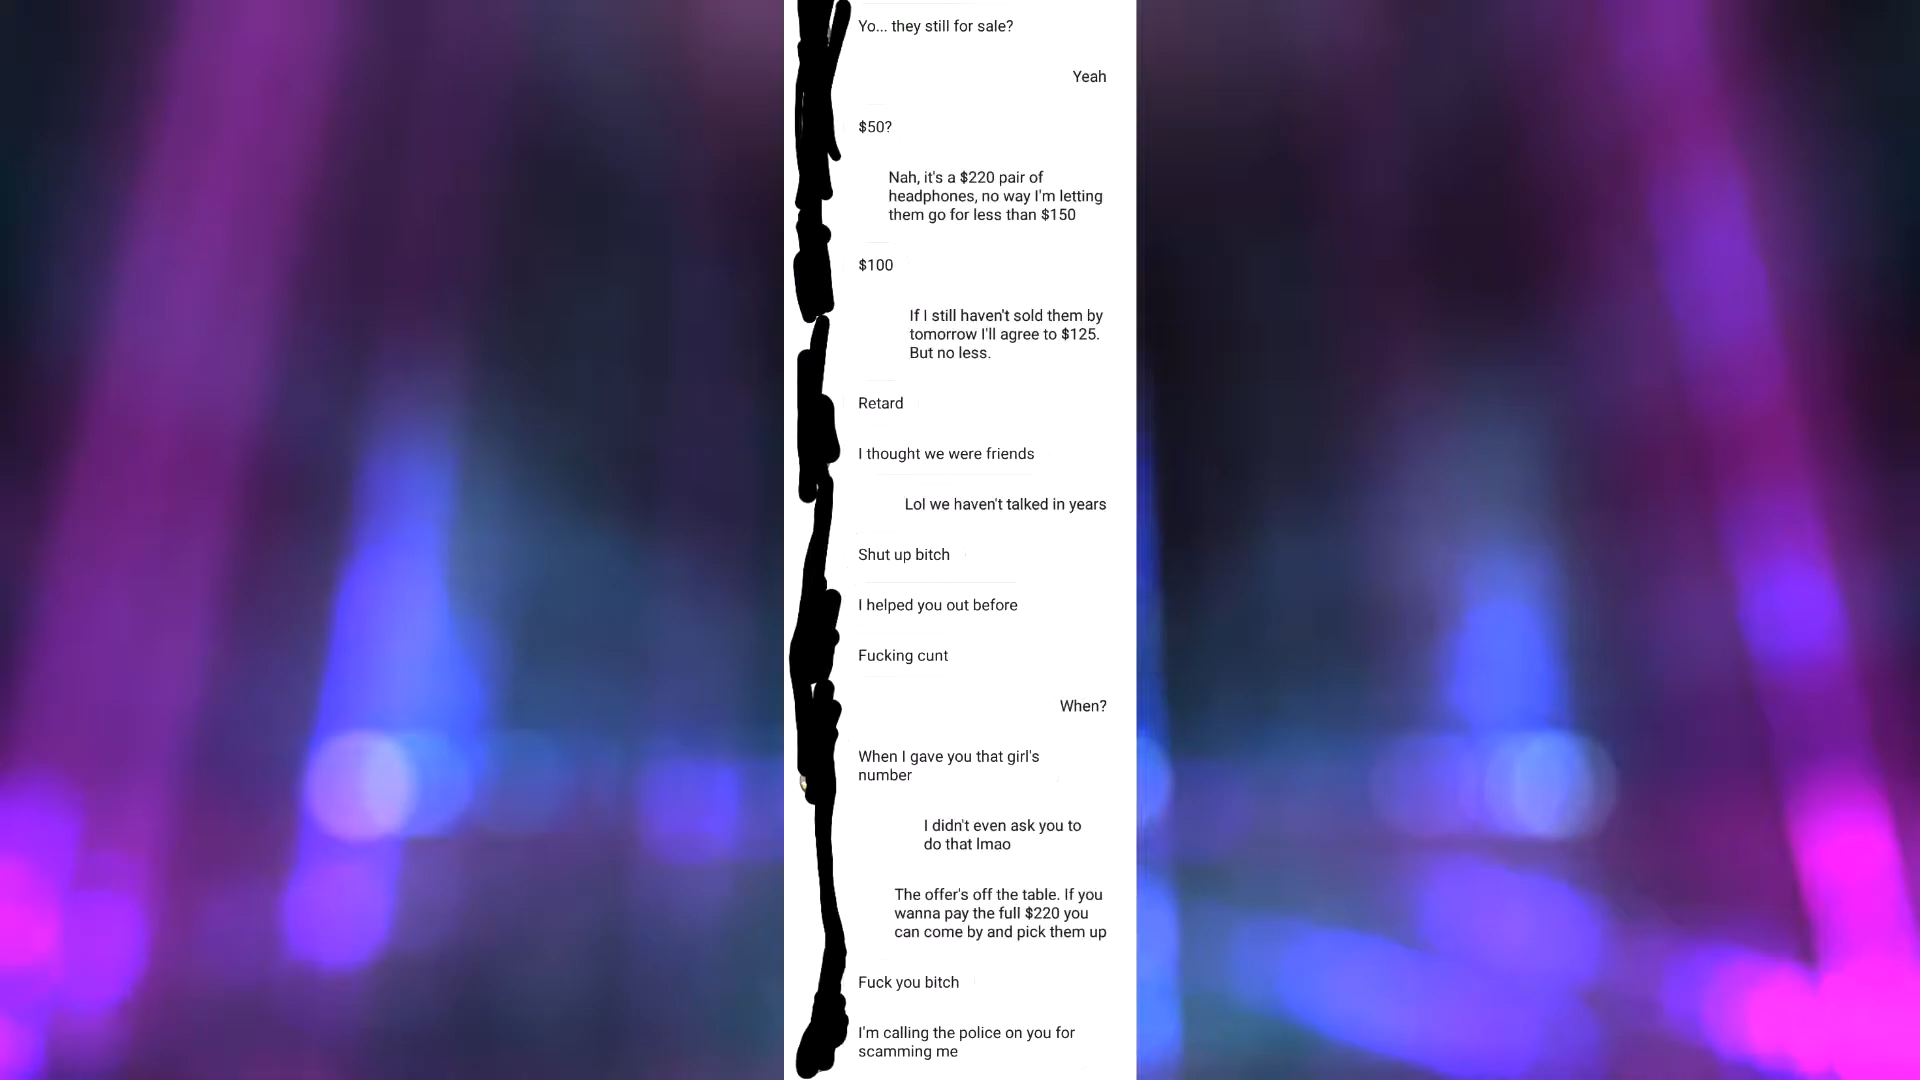 Yo... they still for sale?
Yeah
$50?
Nah, it's a $220 pair of
headphones, no way I'm letting
them go for less than $150
$100
If I still haven't sold them by
tomorrow I'll agree to $125.
But no less.
Retard
I thought we were friends
Lol we haven't talked in years
Shut up bitch
I helped you out before
Fucking cunt
When?
When I gave you that girl's
number
I didn't even ask you to
do that lmao
The offer's off the table. If you
wanna pay the full $220 you
can come by and pick them up
Fuck you bitch
I'm calling the police on you for
scamming me